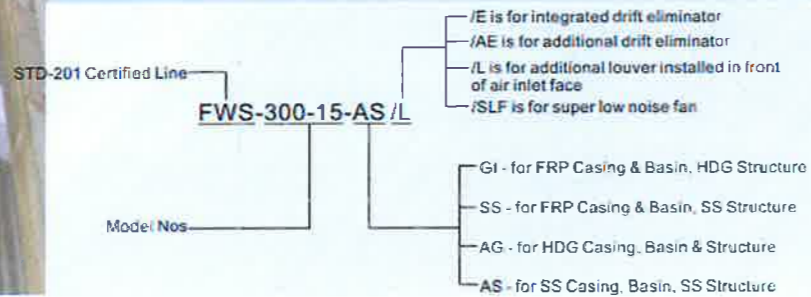 /E is for integrated drift eliminator
/AE is for additional drift eliminator
STD-201 Certified Line
/L is for additional louver installed in front
of air inlet face
/SLF is for super low noise fan
FWS-300-15-AS/L
GI - for FRP Casing & Basin, HDG Structure
SS - for FRP Casing & Basin, SS Structure
Model Nos
AG - for HDG Casing, Basin & Structure
AS - for SS Casing, Basin, SS Structure